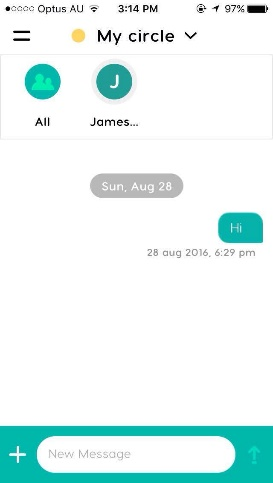 Optus AU 3:14 PM 97%
My circle
J
All James...
Sun, Aug 28
Hi
28 aug 2016, 6:29 pm
New Message